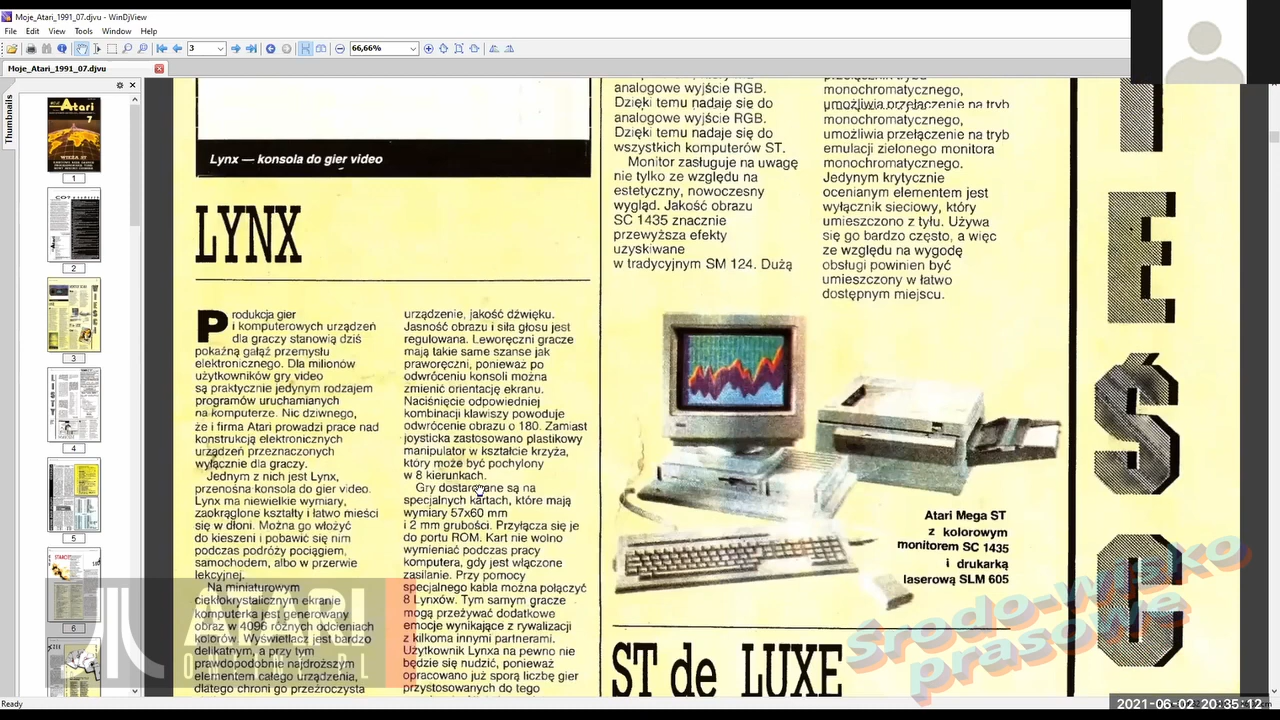 Moje_Atari_1991_07.djvu - WinDjView
File Edit View Tools Window Help
3
66,66%
Moje_Atari_1991_07.djvu
Thumbnails
1
2
3
4
5
6
Lynx — konsola do gier video
LYNX
Produkcja gier
i komputerowych urządzeń
dla graczy stanowią dziś
pokaźną gałąź przemysłu
elektronicznego. Dla milionów
użytkowników gry video
są praktycznie jedynym rodzajem
programów uruchamianych
na komputerze. Nic dziwnego,
że i firma Atari prowadzi prace nad
konstrukcją elektronicznych
urządzeń przeznaczonych
wyłącznie dla graczy.
Jednym z nich jest Lynx,
przenośna konsola do gier video.
Lynx ma niewielkie wymiary,
zaokrąglone kształty i łatwo mieści
się w dłoni. Można go włożyć
do kieszeni i pobawić się nim
podczas podróży pociągiem,
samochodem, albo w przerwie
lekcyjnej.
Na miniaturowym
ciekłokrystalicznym ekranie
komputerka jest generowany
obraz w 4096 różnych odcieniach
kolorów. Wyświetlacz jest bardzo
delikatnym, a przy tym
prawdopodobnie najdroższym
elementem całego urządzenia,
dlatego chroni go przeźroczysta
urządzenie, jakość dźwięku.
Jasność obrazu i siła głosu jest
regulowana. Leworęczni gracze
mają takie same szanse jak
praworęczni, ponieważ po
odwróceniu konsoli można
zmienić orientację ekranu.
Naciśnięcie odpowiedniej
kombinacji klawiszy powoduje
odwrócenie obrazu o 180. Zamiast
joysticka zastosowano plastikowy
manipulator w kształcie krzyża,
który może być pochylony
w 8 kierunkach.
Gry dostarczane są na
specjalnych kartach, które mają
wymiary 57x60 mm
i 2 mm grubości. Przyłącza się je
do portu ROM. Kart nie wolno
wymieniać podczas pracy
komputera, gdy jest włączone
zasilanie. Przy pomocy
specjalnego kabla można połączyć
8 Lynxów. Tym samym gracze
mogą przeżywać dodatkowe
emocje wynikające z rywalizacji
z kilkoma innymi partnerami.
Użytkownik Lynxa na pewno nie
będzie się nudzić, ponieważ
opracowano już sporą liczbę gier
przystosowanych do tego
analogowe wyjście RGB.
Dzięki temu nadaje się do
analogowe wyjście RGB.
Dzięki temu nadaje się do
wszystkich komputerów ST.
Monitor zasługuje na uwagę
nie tylko ze względu na
estetyczny, nowoczesny
wygląd. Jakość obrazu
SC 1435 znacznie
przewyższa efekty
uzyskiwane
w tradycyjnym SM 124. Dużą
przełącznik trybu
monochromatycznego,
umożliwia przełączenie na tryb
monochromatycznego,
umożliwia przełączenie na tryb
emulacji zielonego monitora
monochromatycznego.
Jedynym krytycznie
ocenianym elementem jest
wyłącznik sieciowy, który
umieszczono z tyłu. Używa
się go bardzo często, a więc
ze względu na wygodę
obsługi powinien być
umieszczony w łatwo
dostępnym miejscu.
Atari Mega ST
z kolorowym
monitorem SC 1435
i drukarką
laserową SLM 605
ST de LUXE
I
E
Ś
C
ATARI
Środo-wisko
prasowe
Ready
2021-06-02 20:35:12